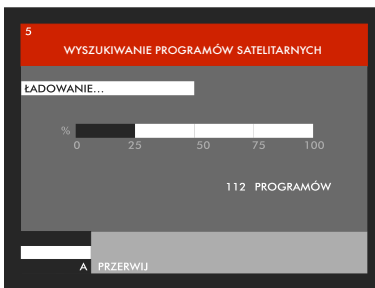 5
WYSZUKIWANIE PROGRAMÓW SATELITARNYCH
ŁADOWANIE...
%
0 25 50 75 100
112 PROGRAMÓW
A PRZERWIJ